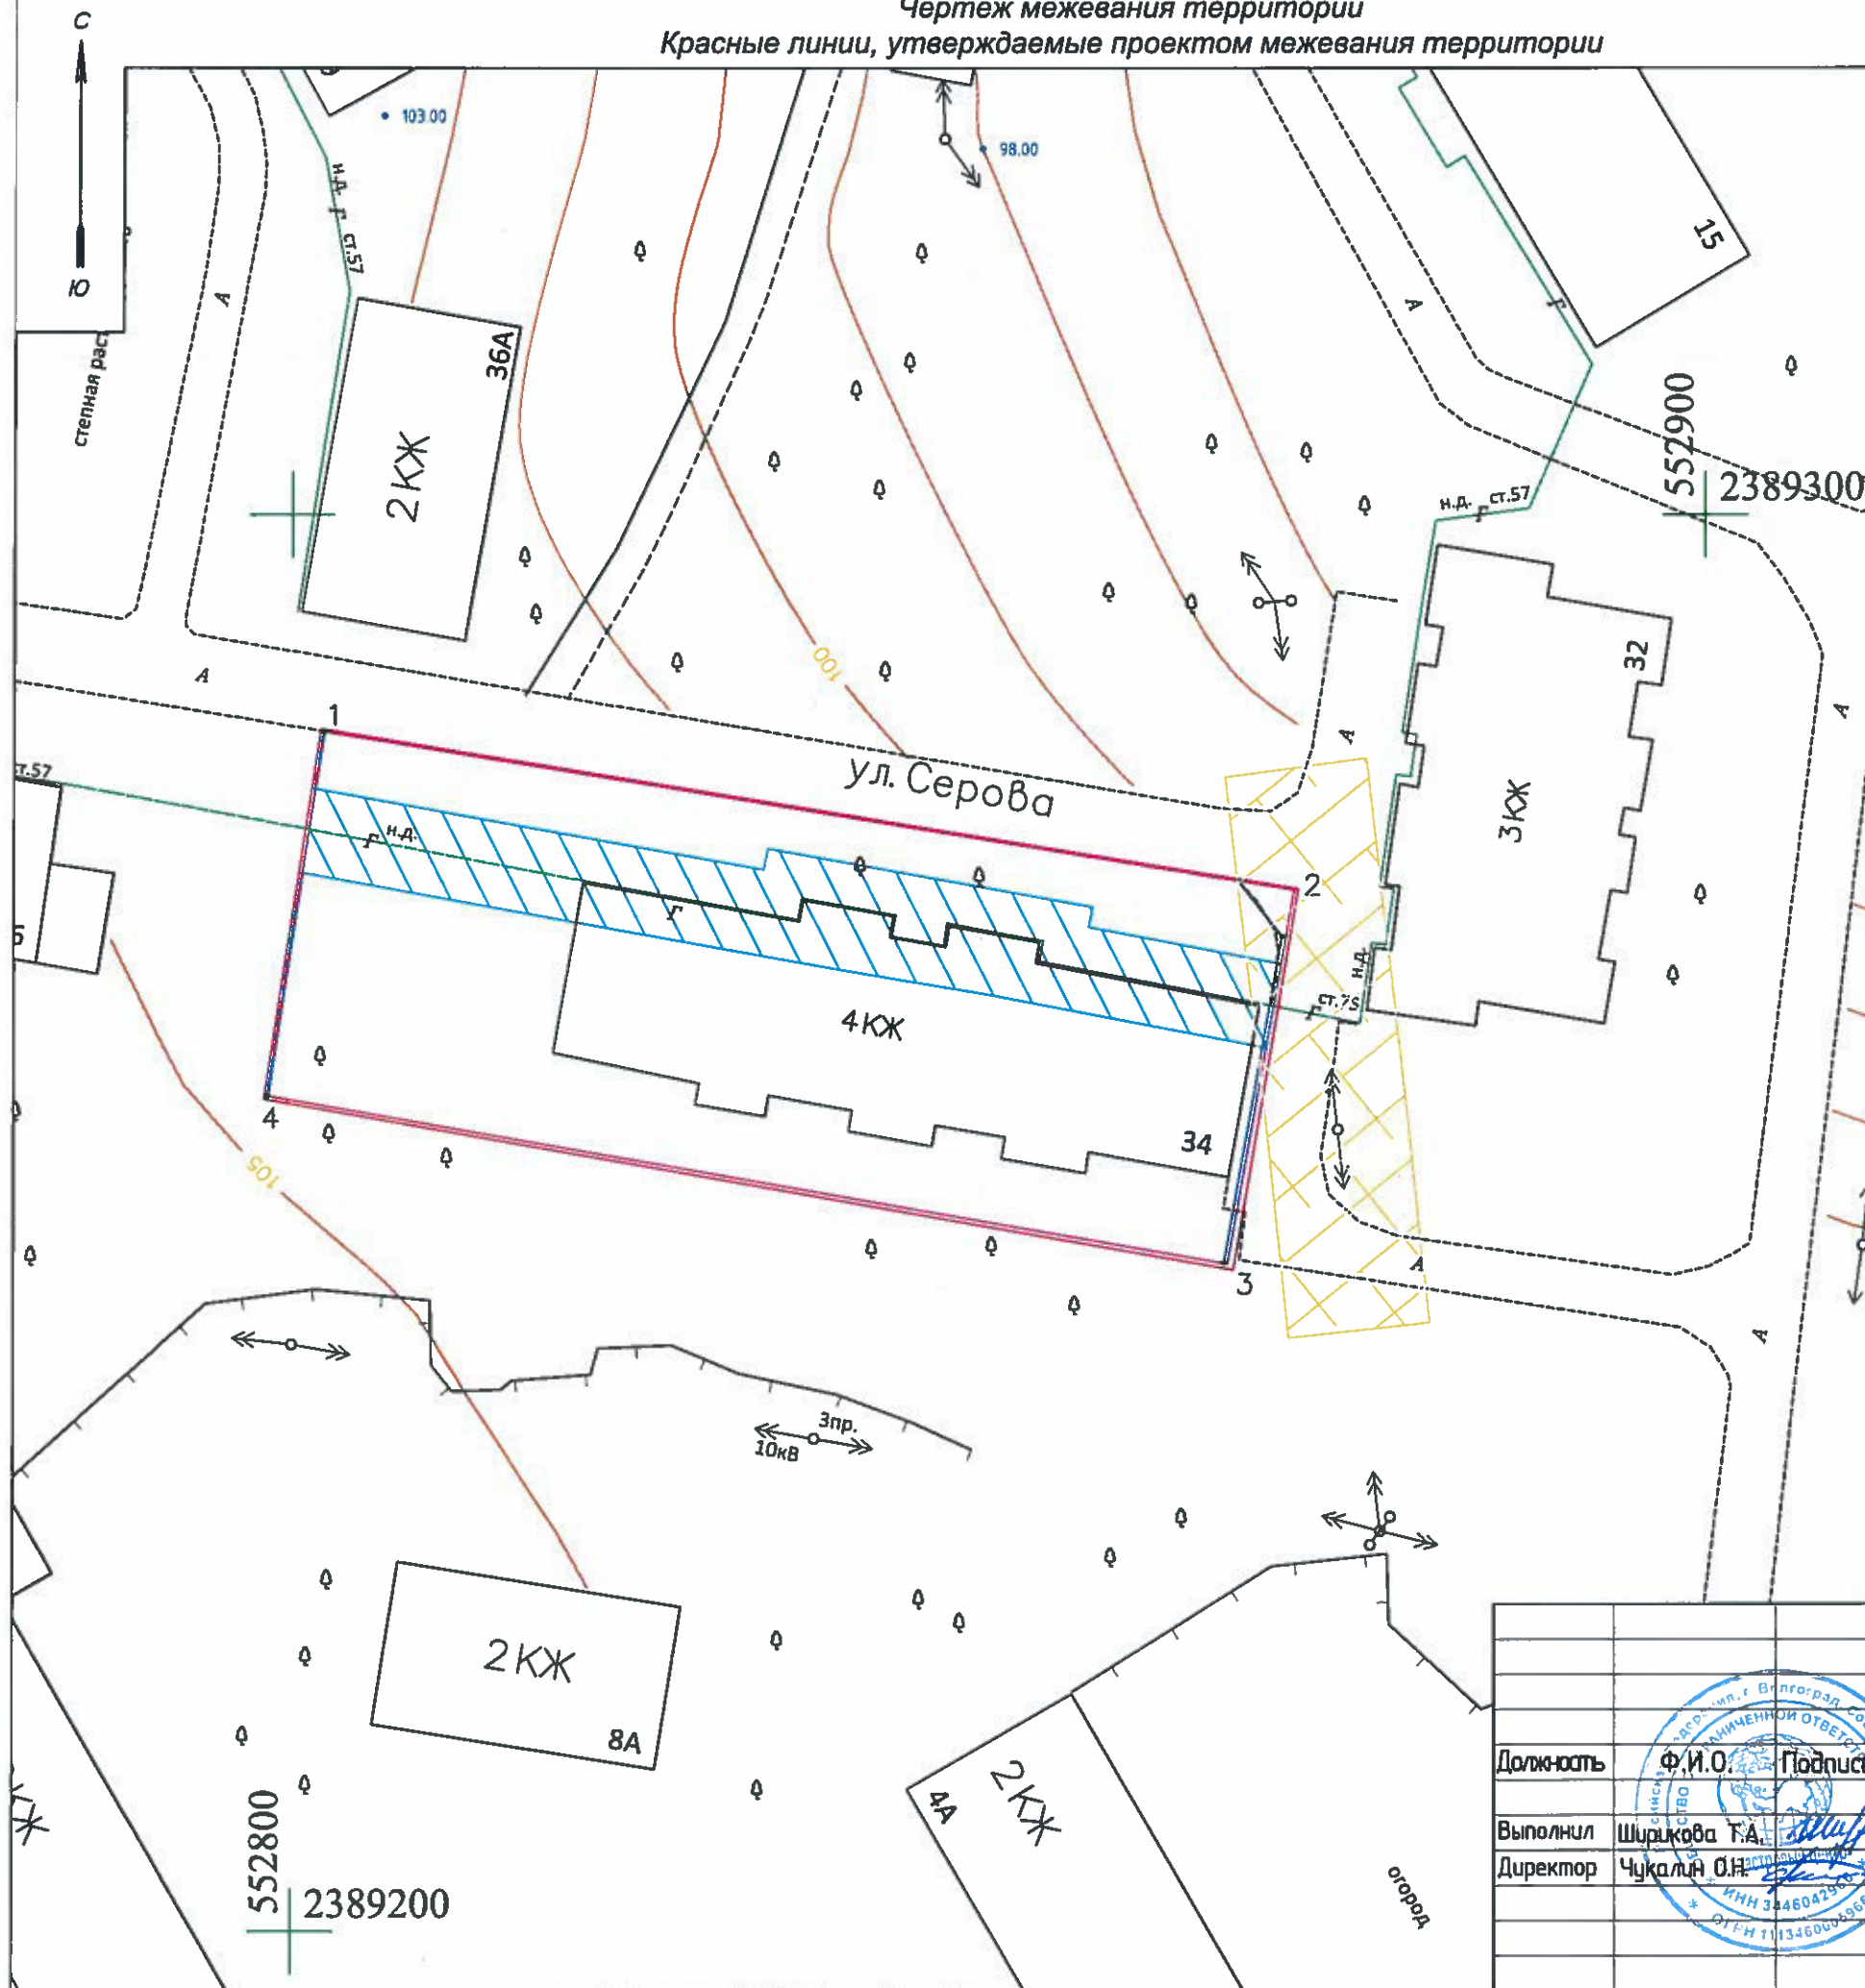 Чертеж межевания территории
Красные линии, утверждаемые проектом межевания территории
С
Ю
103.00
98.00
15
н.д.
ст.57
А
А
36А
степная
2КЖ
552900
2389300
н.д. ст.57
32
А
100
А
А
1
ул. Серова
ст.57
3КЖ
н.д.
2
н.д.
ст.75
4КЖ
4
34
105
3
А
А
3пр.
10кВ
2КЖ
8А
4А
2КЖ
огород
552800
2389200
Должность Ф.И.О. Подпись
Выполнил Ширикова Т.А.
Директор Чукалин О.Н.